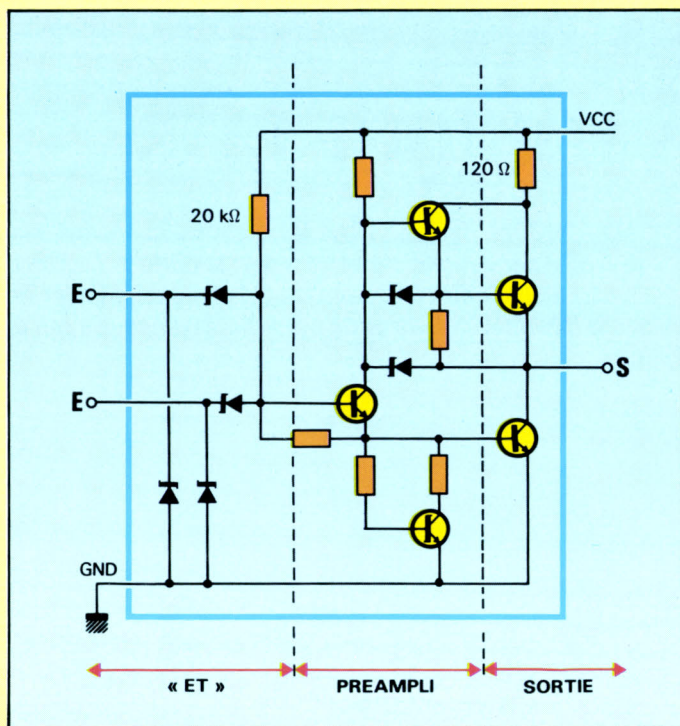 VCC
120 Ω
20 kΩ
E
S
E
GND
« ET »
PREAMPLI
SORTIE